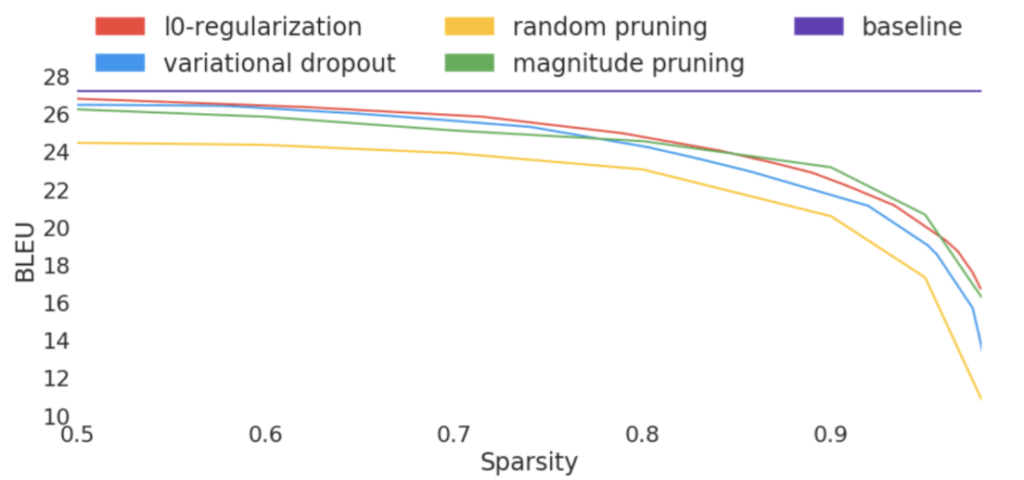 l0-regularization random pruning baseline
variational dropout magnitude pruning
28
26
24
22
20
18
16
14
12
10
BLEU
0.5 0.6 0.7 0.8 0.9
Sparsity